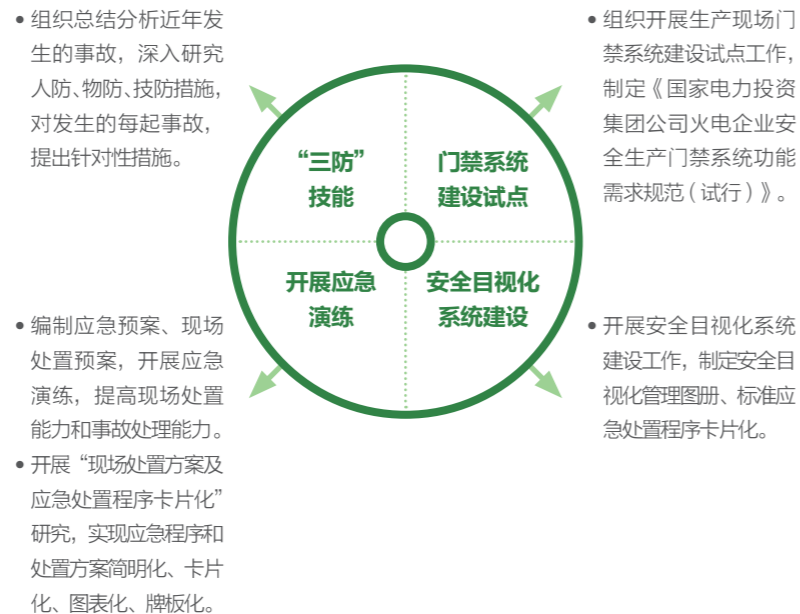 • 组织总结分析近年发
生的事故，深入研究
人防、物防、技防措施，
对发生的每起事故，
提出针对性措施。
“三防”
技能
门禁系统
建设试点
• 组织开展生产现场门
禁系统建设试点工作，
制定《国家电力投资
集团公司火电企业安
全生产门禁系统功能
需求规范（试行）》。
• 编制应急预案、现场
处置预案，开展应急
演练，提高现场处置
能力和事故处理能力。
• 开展“现场处置方案及
应急处置程序卡片化”
研究，实现应急程序和
处置方案简明化、卡片
化、图表化、牌板化。
开展应急
演练
安全目视化
系统建设
• 开展安全目视化系统
建设工作，制定安全目
视化管理图册、标准应
急处置程序卡片化。